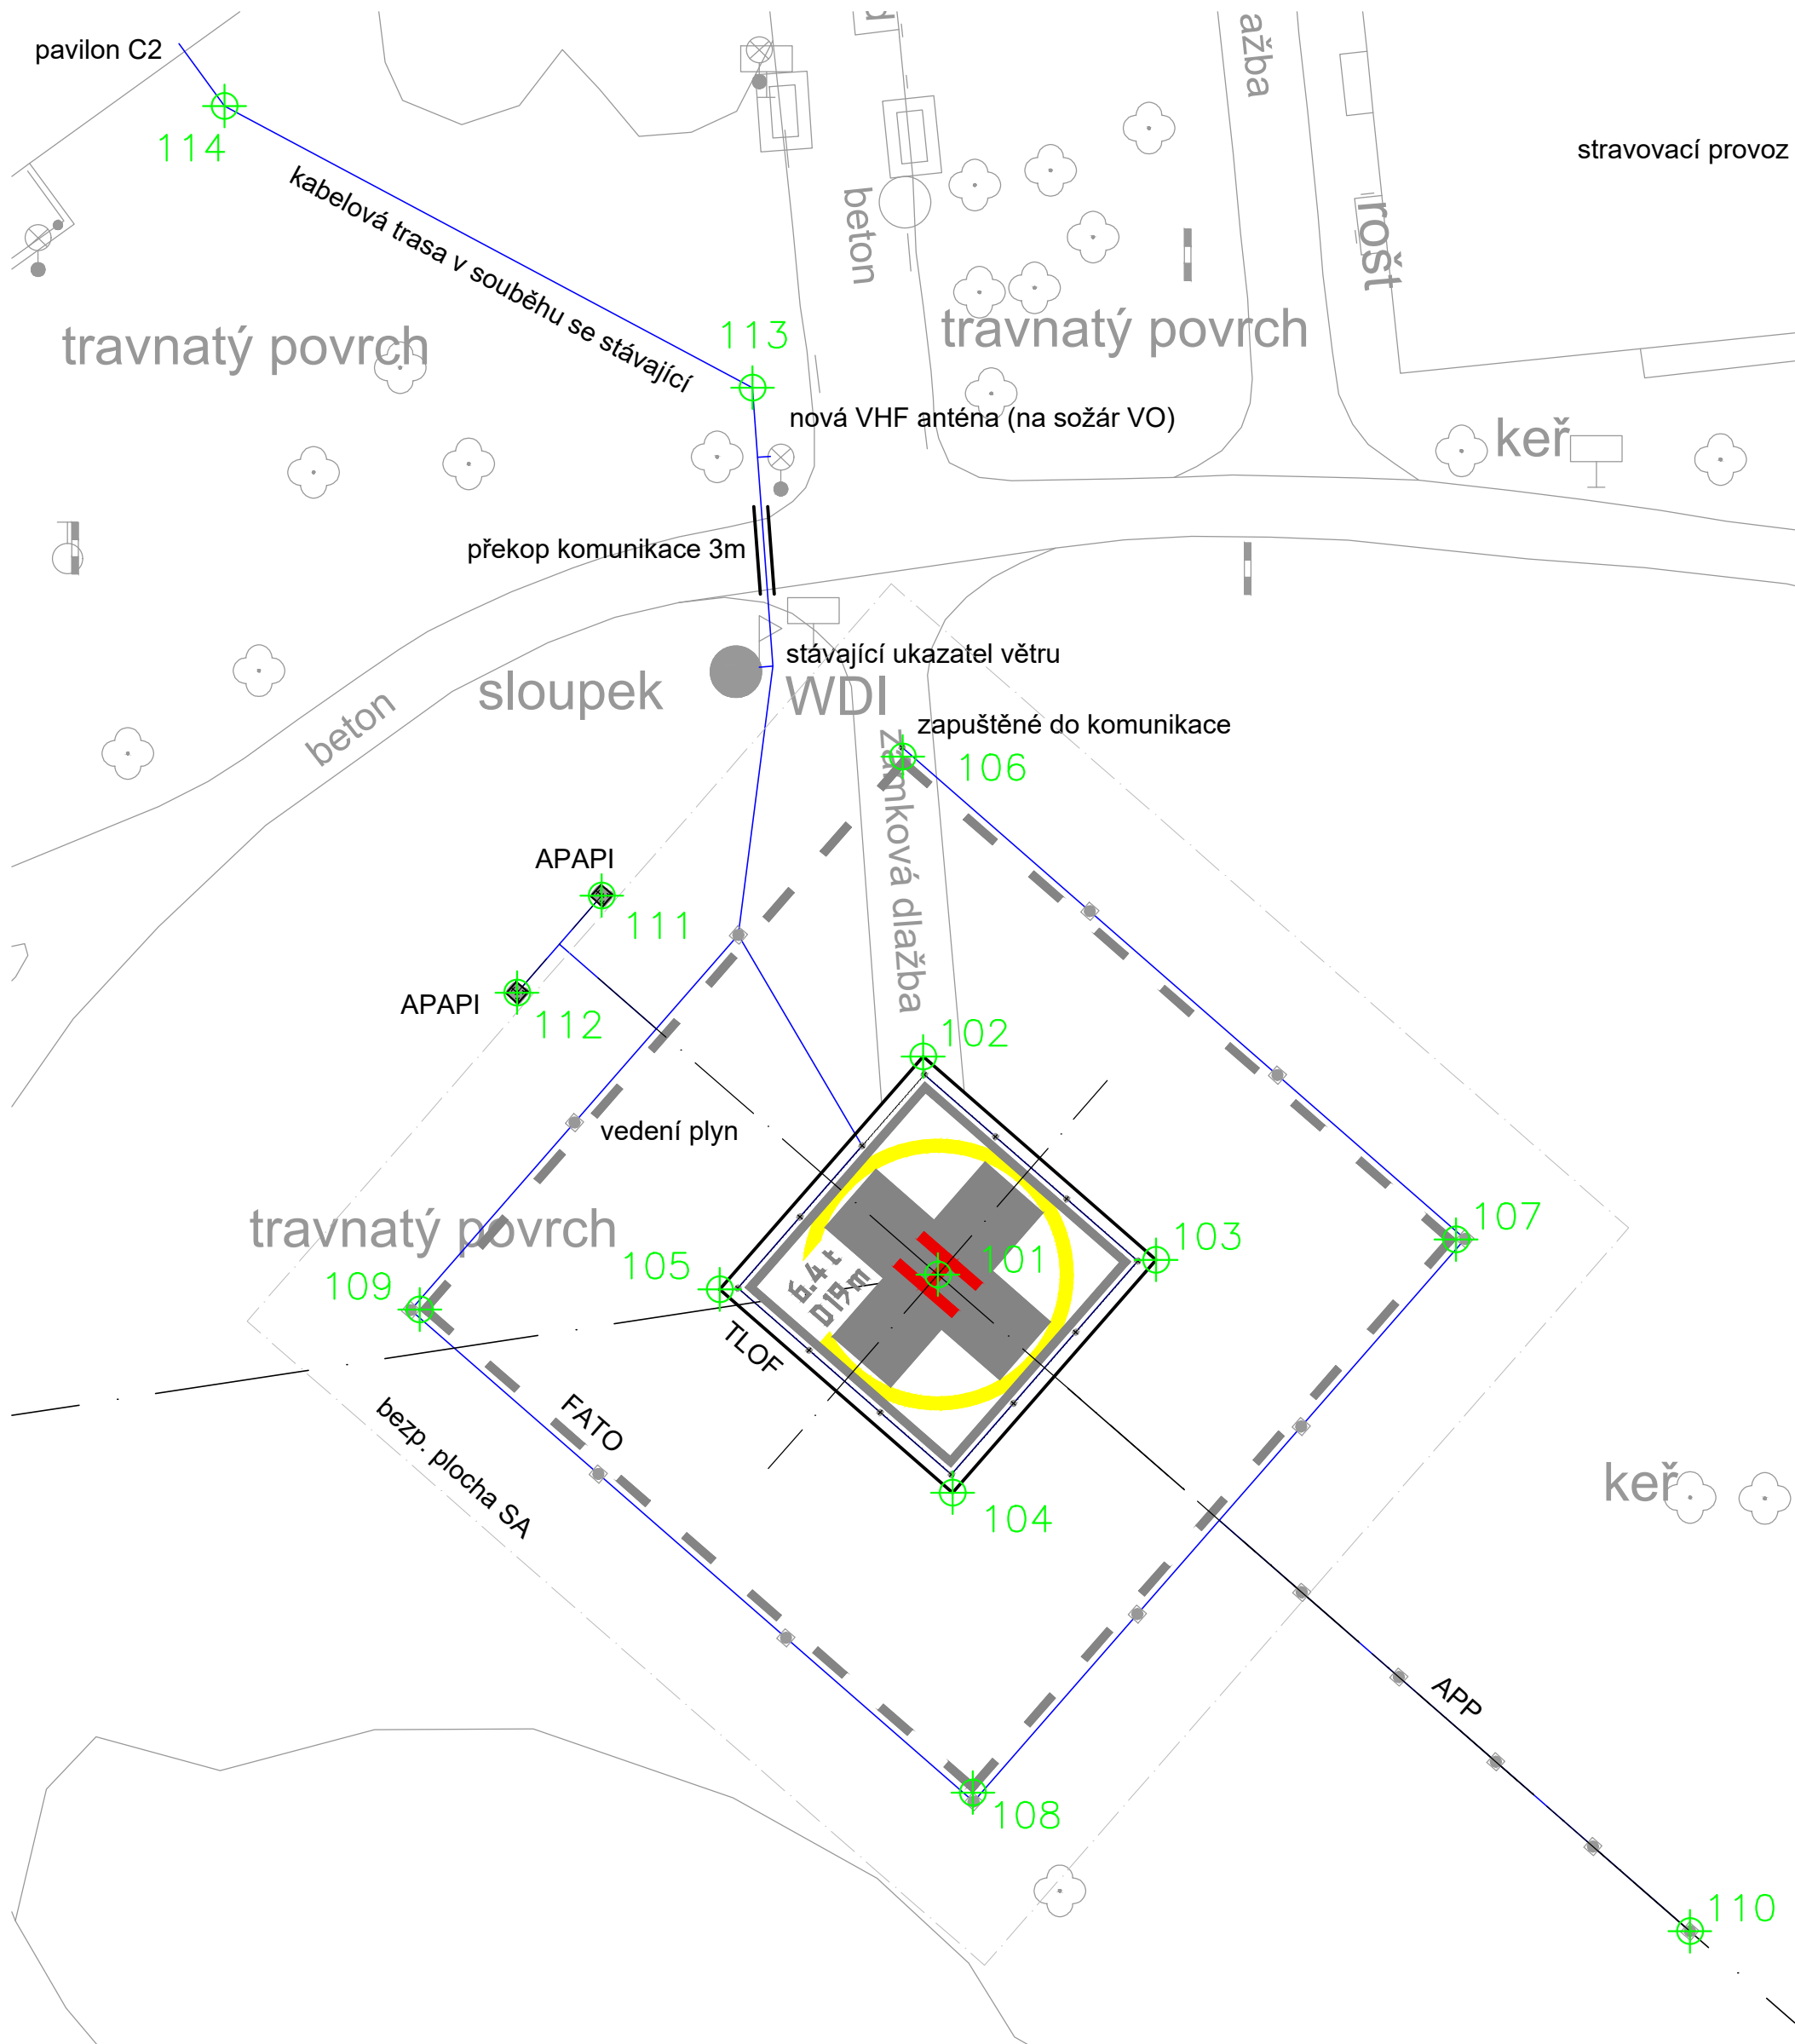 pavilon C2
114
kabelová trasa v souběhu se stávající
beton
ažba
stravovací provoz
rošt
travnatý povrch
travnatý povrch
113
nová VHF anténa (na sožár VO)
keř
překop komunikace 3m
stávající ukazatel větru
sloupek
WDI
beton
zapuštěné do komunikace
106
zámková dlažba
APAPI
111
APAPI
112
102
vedení plyn
travnatý povrch
105
101
103
107
109
6.4 t
D19m
H
TLOF
FATO
bezp. plocha SA
104
keř
APP
108
110